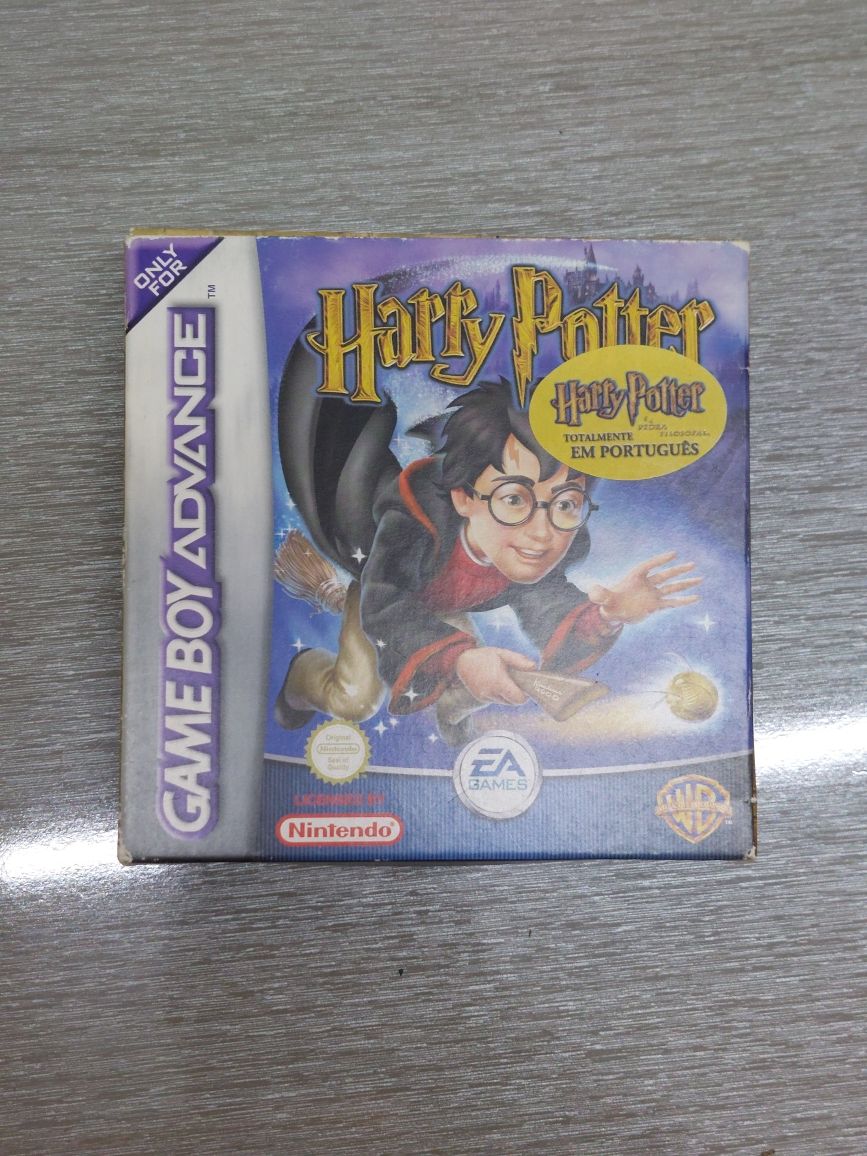 ONLY
FOR
GAME BOY ADVANCE
TM
Harry Potter
Harry Potter
E A
PEDRA FILOSOFAL
TOTALMENTE
EM PORTUGUÊS
Original
Nintendo
Seal of
Quality
LICENSED BY
Nintendo
EA
GAMES
WB
TM